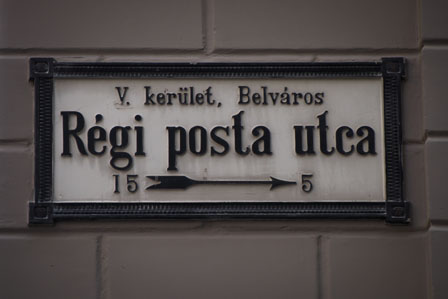 V. kerület, Belváros
Régi posta utca
15 5